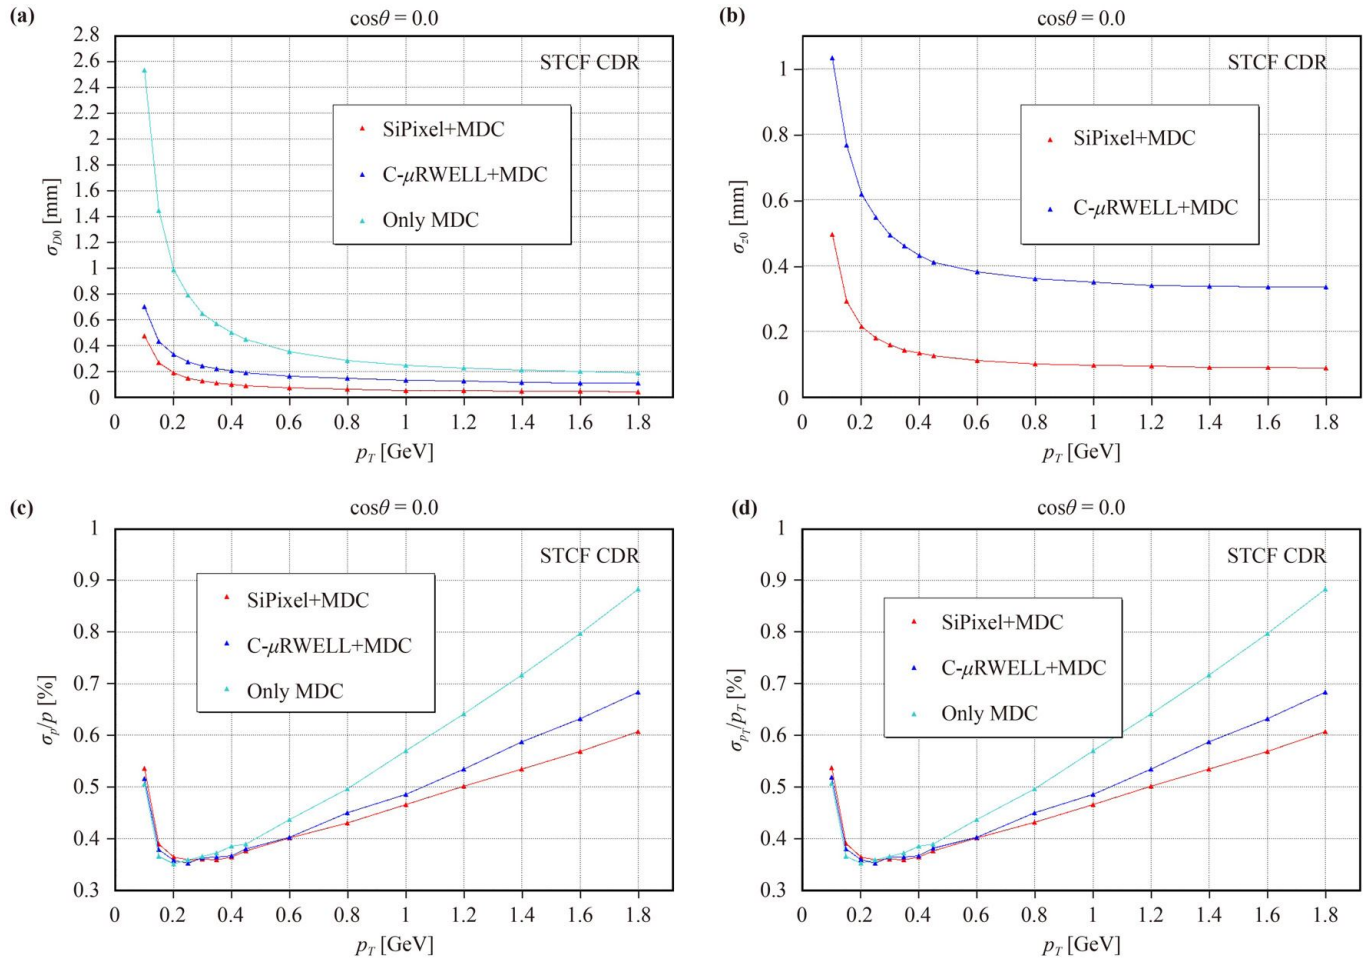 (a)
cosθ = 0.0
2.8
2.6
2.4
2.2
2
1.8
1.6
1.4
1.2
1
0.8
0.6
0.4
0.2
0
σD0 [mm]
STCF CDR
SiPixel+MDC
C-μRWELL+MDC
Only MDC
0 0.2 0.4 0.6 0.8 1 1.2 1.4 1.6 1.8
pT [GeV]
(b)
cosθ = 0.0
1
0.8
0.6
0.4
0.2
0
σz0 [mm]
STCF CDR
SiPixel+MDC
C-μRWELL+MDC
0 0.2 0.4 0.6 0.8 1 1.2 1.4 1.6 1.8
pT [GeV]
(c)
cosθ = 0.0
1
0.9
0.8
0.7
0.6
0.5
0.4
0.3
σp/p [%]
STCF CDR
SiPixel+MDC
C-μRWELL+MDC
Only MDC
0 0.2 0.4 0.6 0.8 1 1.2 1.4 1.6 1.8
pT [GeV]
(d)
cosθ = 0.0
1
0.9
0.8
0.7
0.6
0.5
0.4
0.3
σpT/pT [%]
STCF CDR
SiPixel+MDC
C-μRWELL+MDC
Only MDC
0 0.2 0.4 0.6 0.8 1 1.2 1.4 1.6 1.8
pT [GeV]